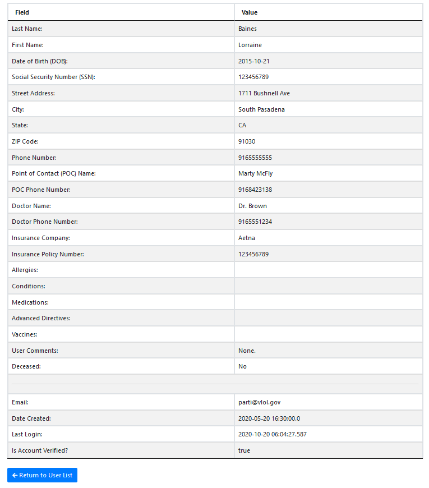 Field Value
Last Name: Baines
First Name: Lorraine
Date of Birth (DOB): 2015-10-21
Social Security Number (SSN): 123456789
Street Address: 1711 Bushnell Ave
City: South Pasadena
State: CA
ZIP Code: 91030
Phone Number: 9165555555
Point of Contact (POC) Name: Marty McFly
POC Phone Number: 9168423138
Doctor Name: Dr. Brown
Doctor Phone Number: 9165551234
Insurance Company: Aetna
Insurance Policy Number: 123456789
Allergies:
Conditions:
Medications:
Advanced Directives:
Vaccines:
User Comments: None.
Deceased: No
Email: parti@vlol.gov
Date Created: 2020-05-20 16:30:00.0
Last Login: 2020-10-20 06:04:27.587
Is Account Verified? true
← Return to User List